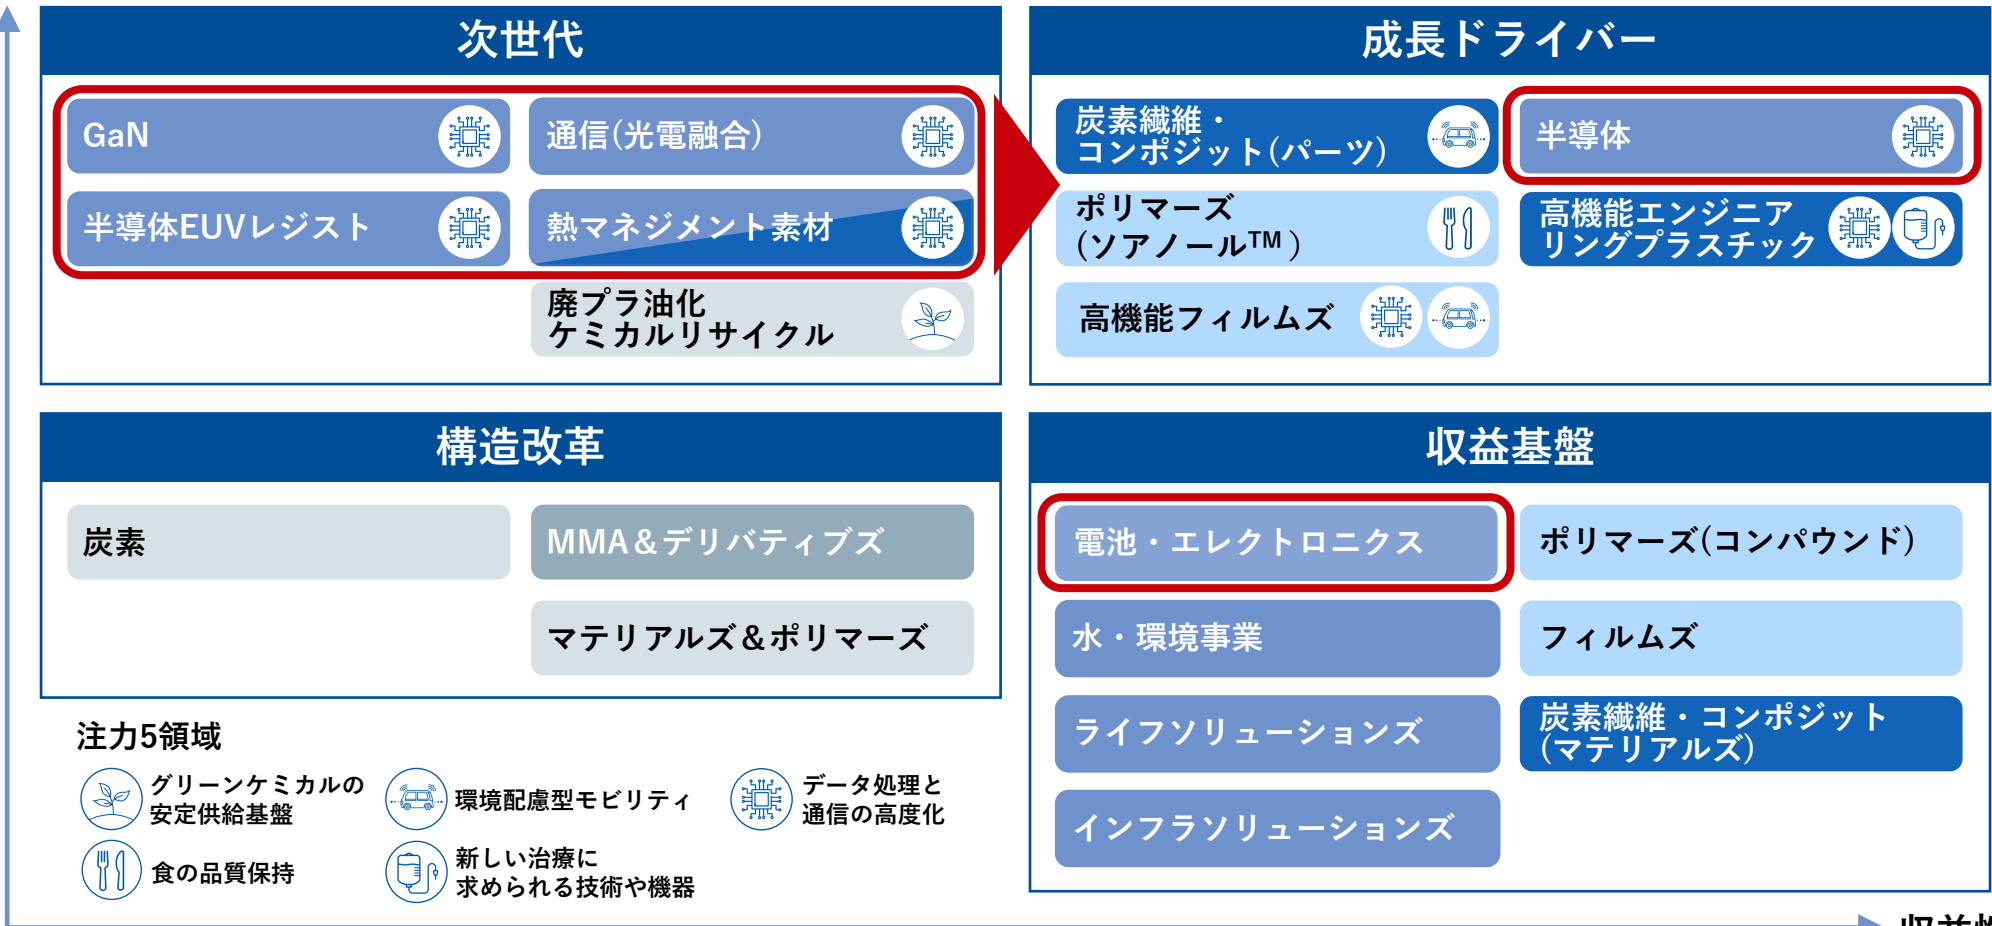 次世代
GaN
通信(光電融合)
半導体EUVレジスト
熱マネジメント素材
廃プラ油化
ケミカルリサイクル
成長ドライバー
炭素繊維・
コンポジット(パーツ)
半導体
ポリマーズ
(ソアノール™)
高機能エンジニア
リングプラスチック
高機能フィルムズ
構造改革
炭素
MMA＆デリバティブズ
マテリアルズ＆ポリマーズ
収益基盤
電池・エレクトロニクス
ポリマーズ(コンパウンド)
水・環境事業
フィルムズ
ライフソリューションズ
炭素繊維・コンポジット
(マテリアルズ)
インフラソリューションズ
注力5領域
グリーンケミカルの
安定供給基盤
環境配慮型モビリティ
データ処理と
通信の高度化
食の品質保持
新しい治療に
求められる技術や機器